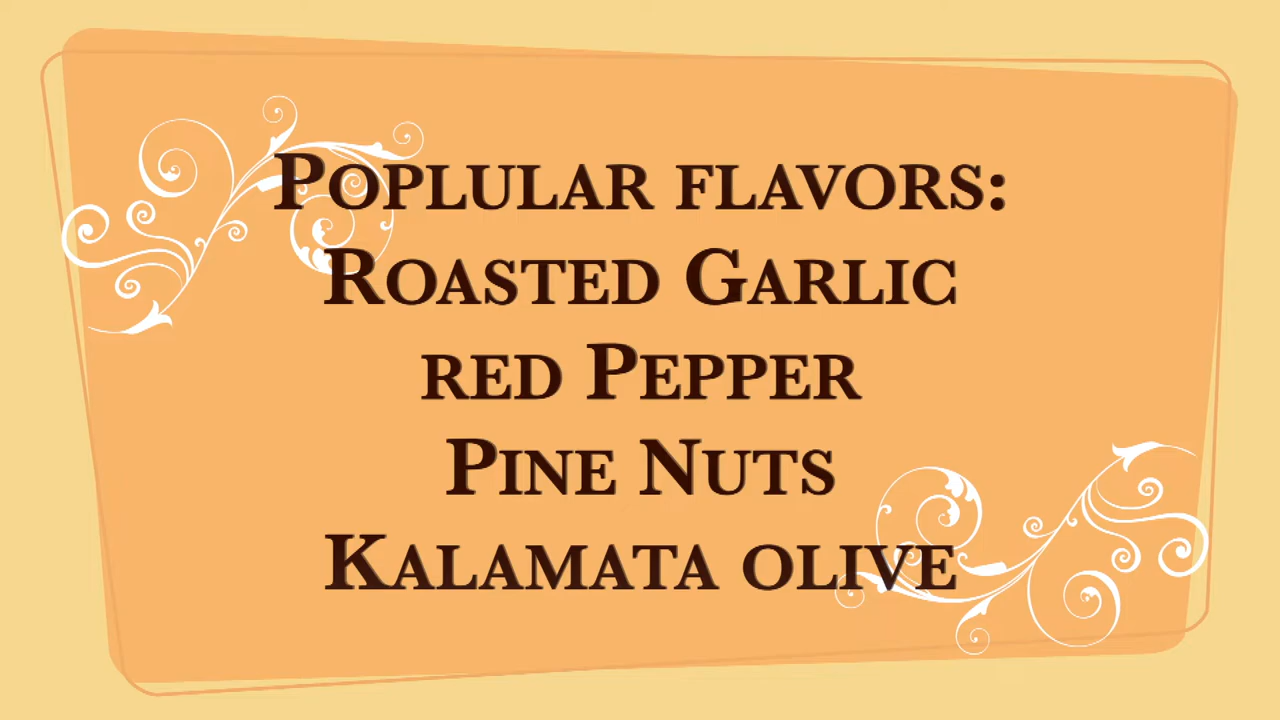 Poplular flavors:
Roasted Garlic
red Pepper
Pine Nuts
Kalamata olive